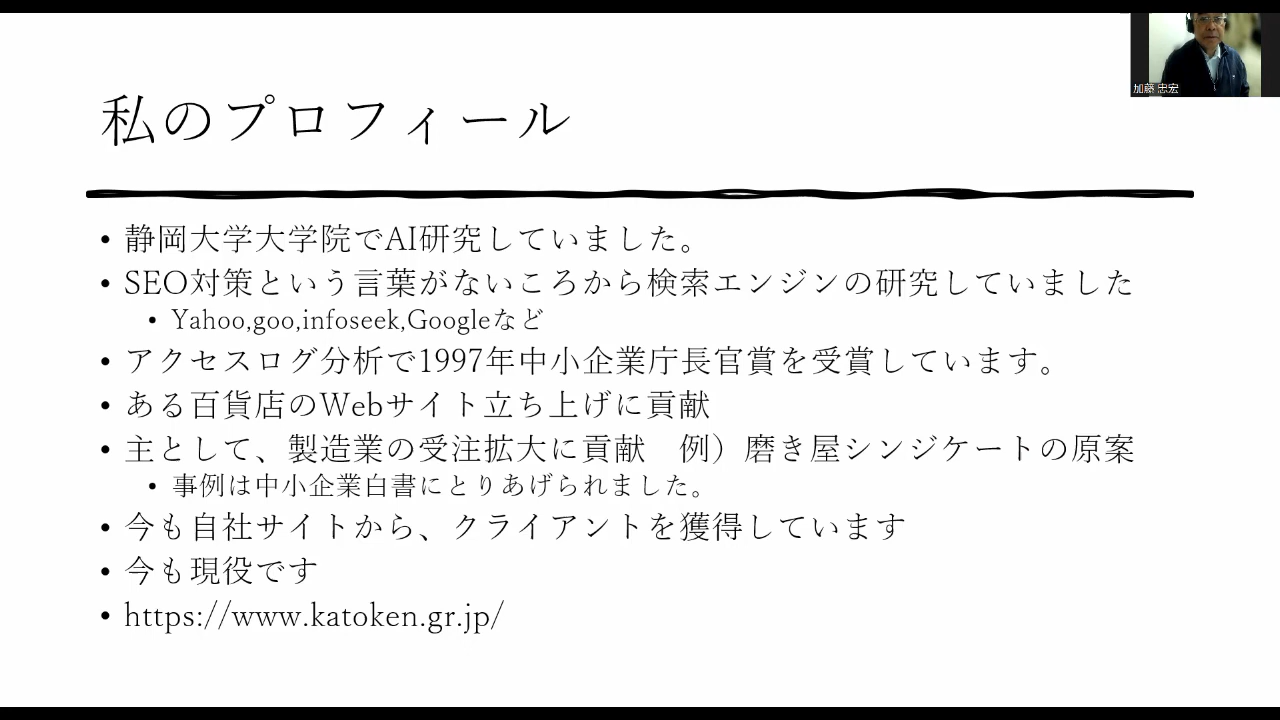 加藤 忠宏
私のプロフィール
• 静岡大学大学院でAI研究していました。
• SEO対策という言葉がないころから検索エンジンの研究していました
• Yahoo,goo,infoseek,Googleなど
• アクセスログ分析で1997年中小企業庁長官賞を受賞しています。
• ある百貨店のWebサイト立ち上げに貢献
• 主として、製造業の受注拡大に貢献　例）磨き屋シンジケートの原案
• 事例は中小企業白書にとりあげられました。
• 今も自社サイトから、クライアントを獲得しています
• 今も現役です
• https://www.katoken.gr.jp/